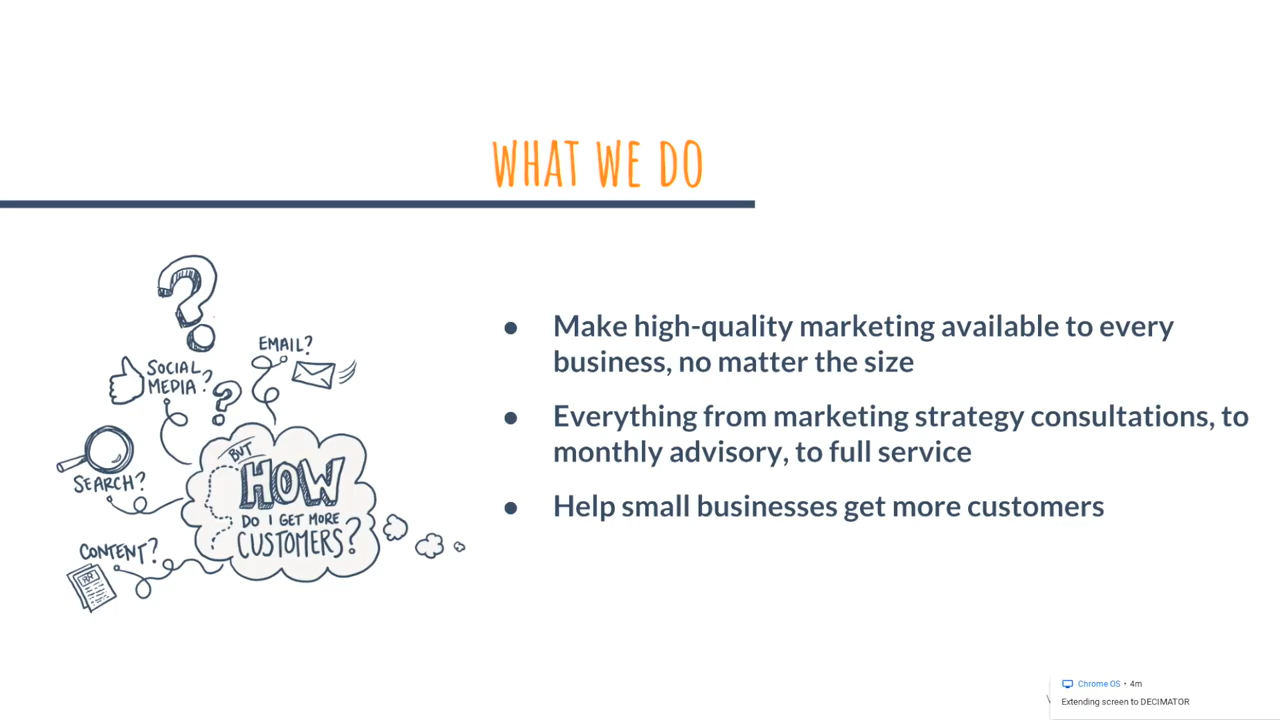 WHAT WE DO
?
EMAIL?
SOCIAL
MEDIA?
?
SEARCH?
CONTENT?
BUT
HOW
DO I GET MORE
CUSTOMERS?
● Make high-quality marketing available to every
business, no matter the size
● Everything from marketing strategy consultations, to
monthly advisory, to full service
● Help small businesses get more customers
Chrome OS • 4m
Extending screen to DECIMATOR